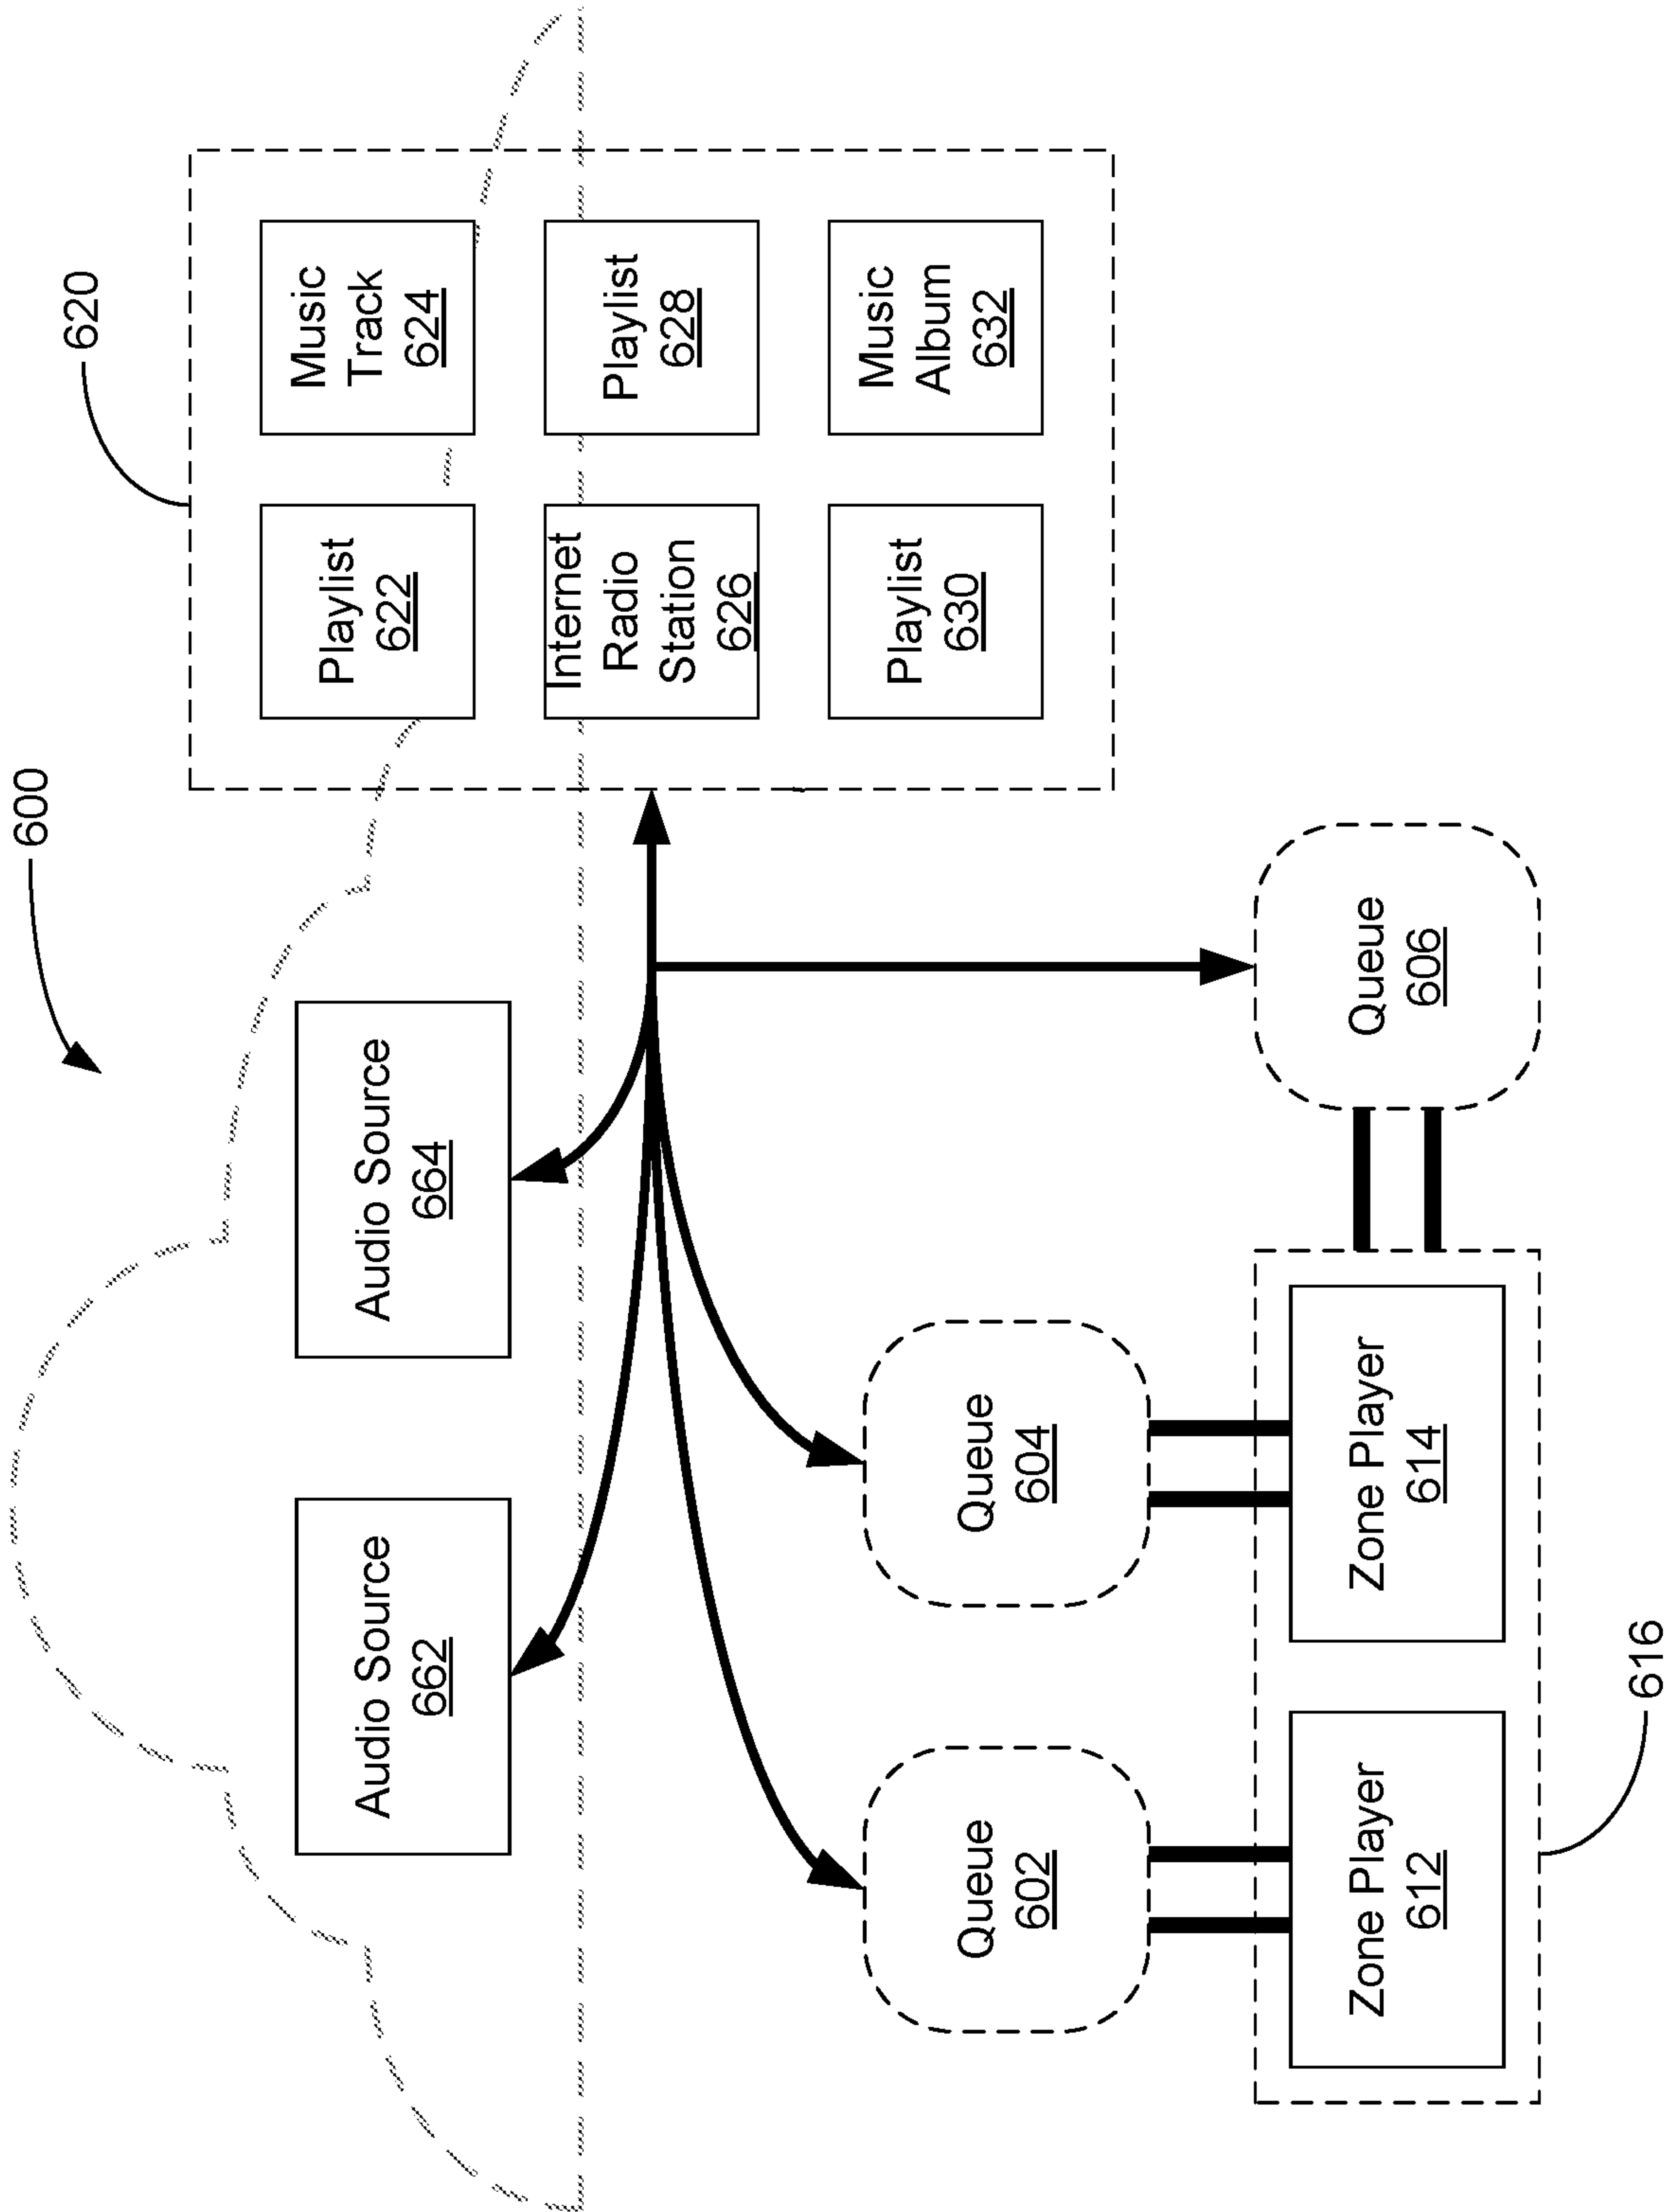 600
620
Audio Source
662
Audio Source
664
Playlist
622
Music
Track
624
Internet
Radio
Station
626
Playlist
628
Playlist
630
Music
Album
632
Queue
602
Queue
604
Queue
606
Zone Player
612
Zone Player
614
616